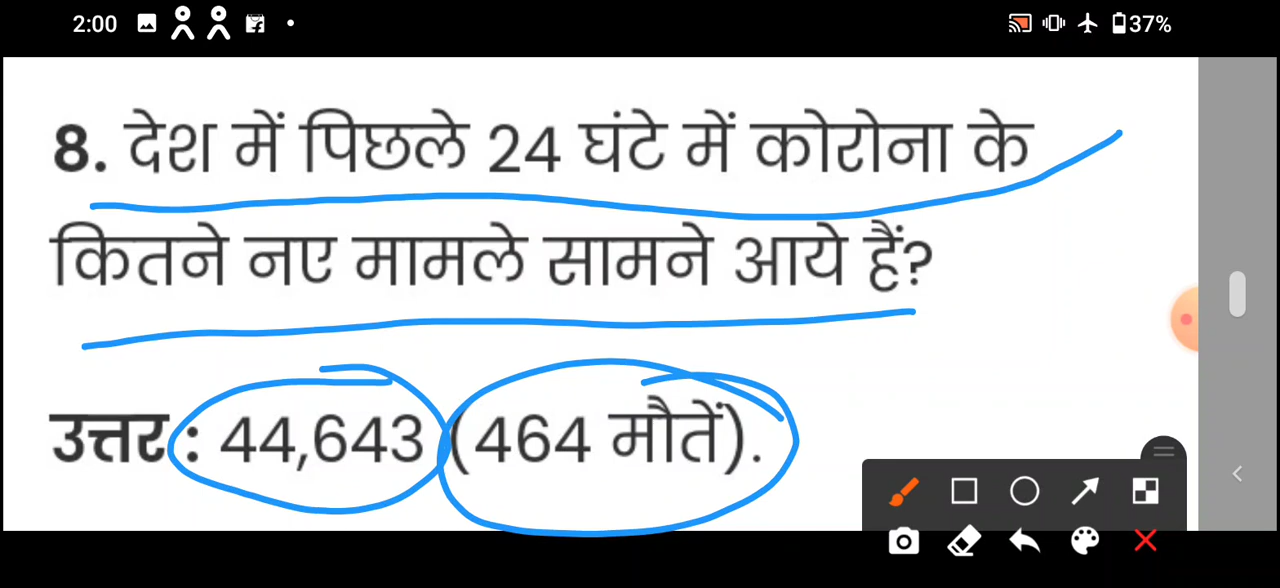 2:00
37%
8. देश में पिछले 24 घंटे में कोरोना के
कितने नए मामले सामने आये हैं?
उत्तर : 44,643 (464 मौतें).